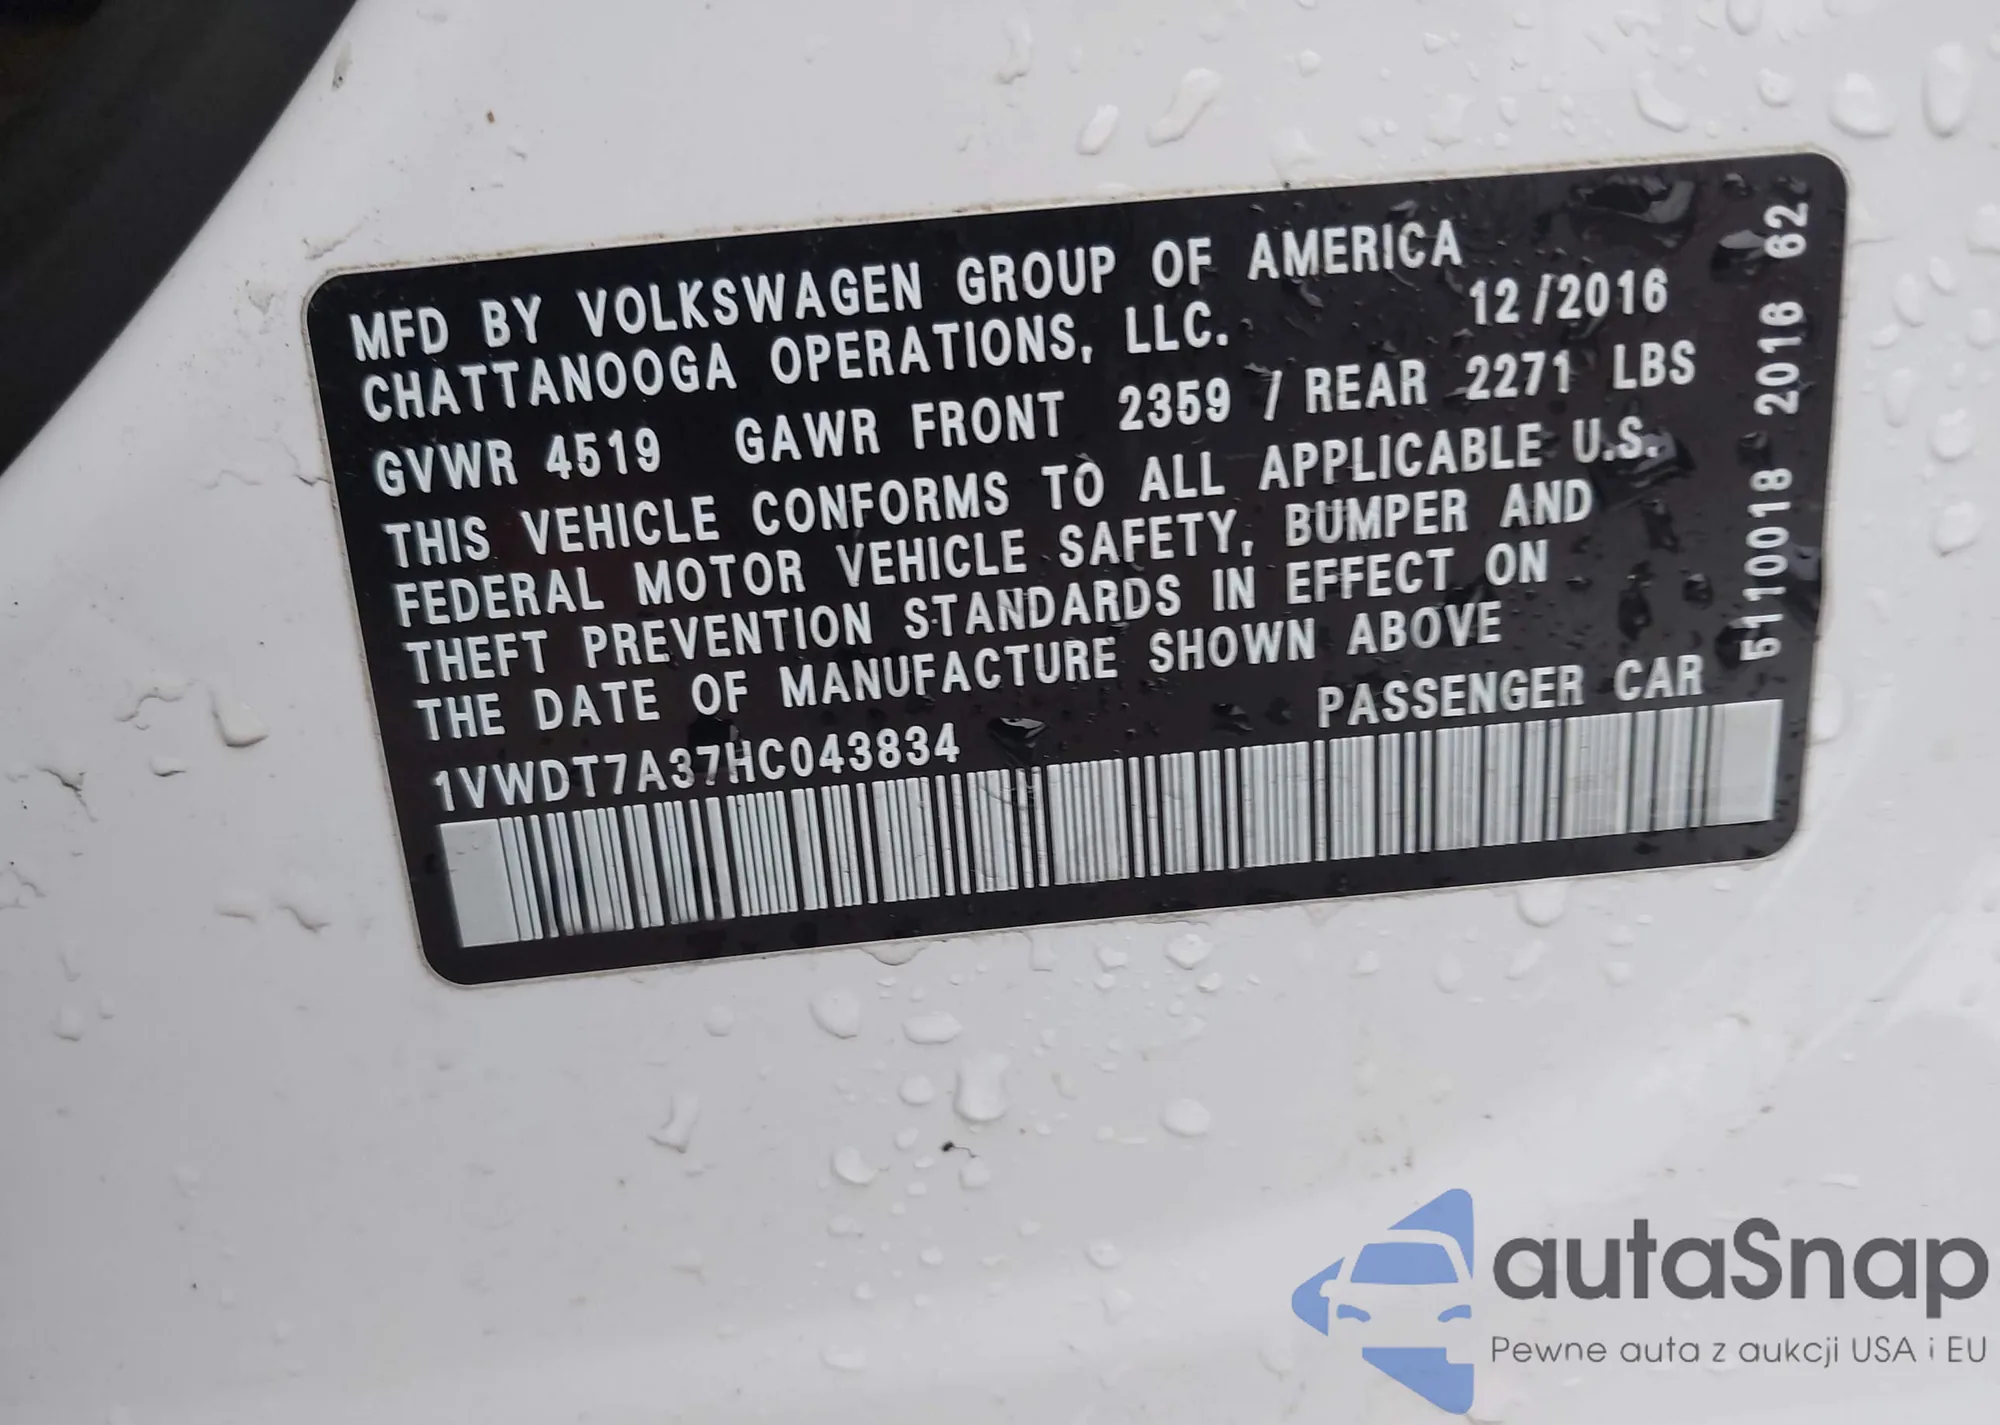 MFD BY VOLKSWAGEN GROUP OF AMERICA
CHATTANOOGA OPERATIONS, LLC. 12/2016
GVWR 4519 GAWR FRONT 2359 / REAR 2271 LBS
THIS VEHICLE CONFORMS TO ALL APPLICABLE U.S.
FEDERAL MOTOR VEHICLE SAFETY, BUMPER AND
THEFT PREVENTION STANDARDS IN EFFECT ON
THE DATE OF MANUFACTURE SHOWN ABOVE
1VWDT7A37HC043834 PASSENGER CAR
5110018 2016 62
autaSnap
Pewne auta z aukcji USA i EU